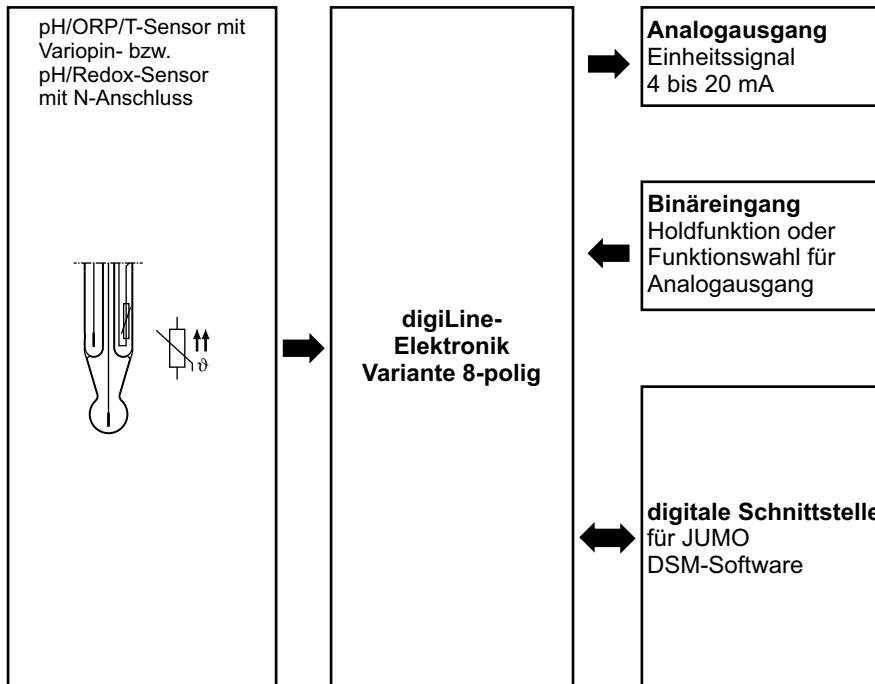 pH/ORP/T-Sensor mit
Variopin- bzw.
pH/Redox-Sensor
mit N-Anschluss
ϑ
digiLine-
Elektronik
Variante 8-polig
Analogausgang
Einheitssignal
4 bis 20 mA
Binäreingang
Holdfunktion oder
Funktionswahl für
Analogausgang
digitale Schnittstelle
für JUMO
DSM-Software